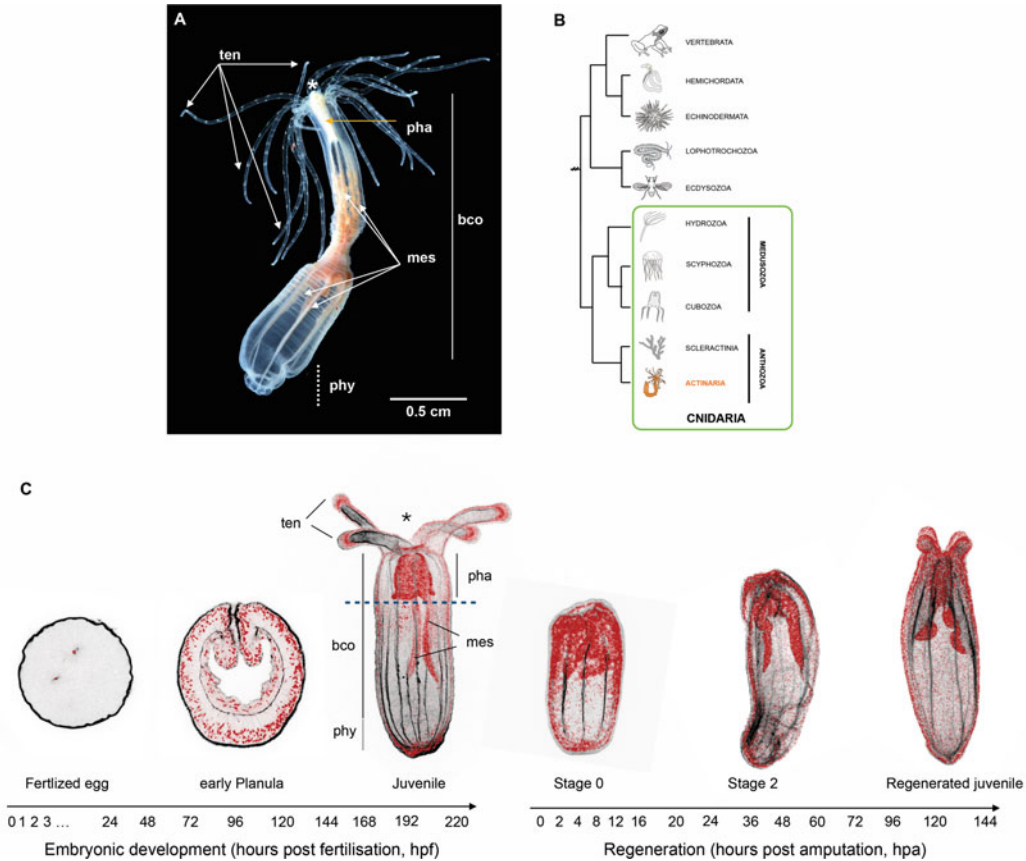 A
ten
*
pha
bco
mes
phy
0.5 cm
B
VERTEBRATA
HEMICHORDATA
ECHINODERMATA
LOPHOTROCHOZOA
ECDYSOZOA
HYDROZOA
SCYPHOZOA
CUBOZOA
MEDUSOZOA
SCLERACTINIA
ACTINARIA
ANTHOZOA
CNIDARIA
C
ten
*
pha
bco
mes
phy
Fertlized egg early Planula Juvenile Stage 0 Stage 2 Regenerated juvenile
0 1 2 3 ... 24 48 72 96 120 144 168 192 220
Embryonic development (hours post fertilisation, hpf)
0 2 4 8 12 16 20 24 36 48 60 72 96 120 144
Regeneration (hours post amputation, hpa)